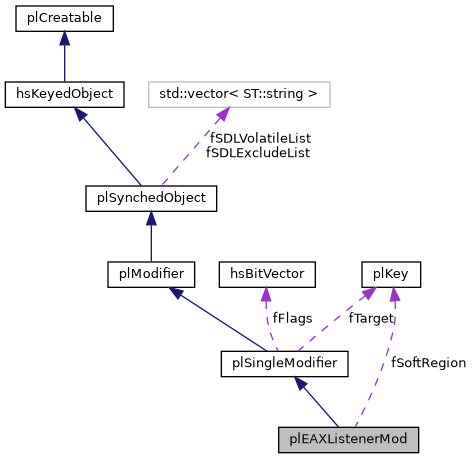 plCreatable
hsKeyedObject
std::vector< ST::string >
fSDLVolatileList
fSDLExcludeList
plSynchedObject
plModifier
hsBitVector
plKey
fFlags
fTarget
plSingleModifier
fSoftRegion
plEAXListenerMod